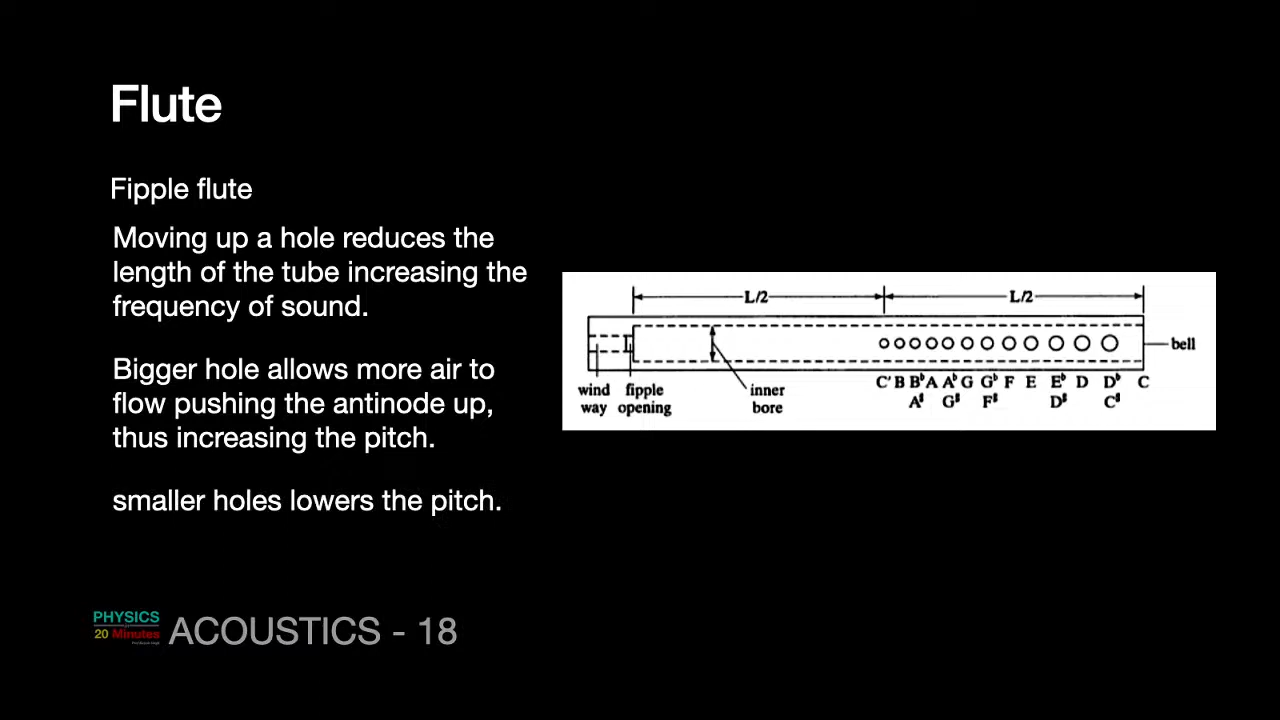 Flute
Fipple flute
Moving up a hole reduces the
length of the tube increasing the
frequency of sound.
Bigger hole allows more air to
flow pushing the antinode up,
thus increasing the pitch.
smaller holes lowers the pitch.
L/2 L/2
bell
C' B B♭ A A♭ G G♭ F E E♭ D D♭ C
A♯ G♯ F♯ D♯ C♯
wind way
fipple opening
inner bore
PHYSICS
20 Minutes
ACOUSTICS - 18